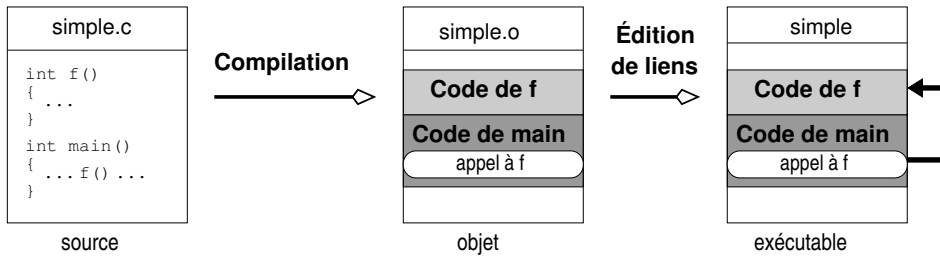 simple.c
int f()
{
...
}
int main()
{
... f() ...
}
source
Compilation
simple.o
Code de f
Code de main
appel à f
objet
Édition
de liens
simple
Code de f
Code de main
appel à f
exécutable